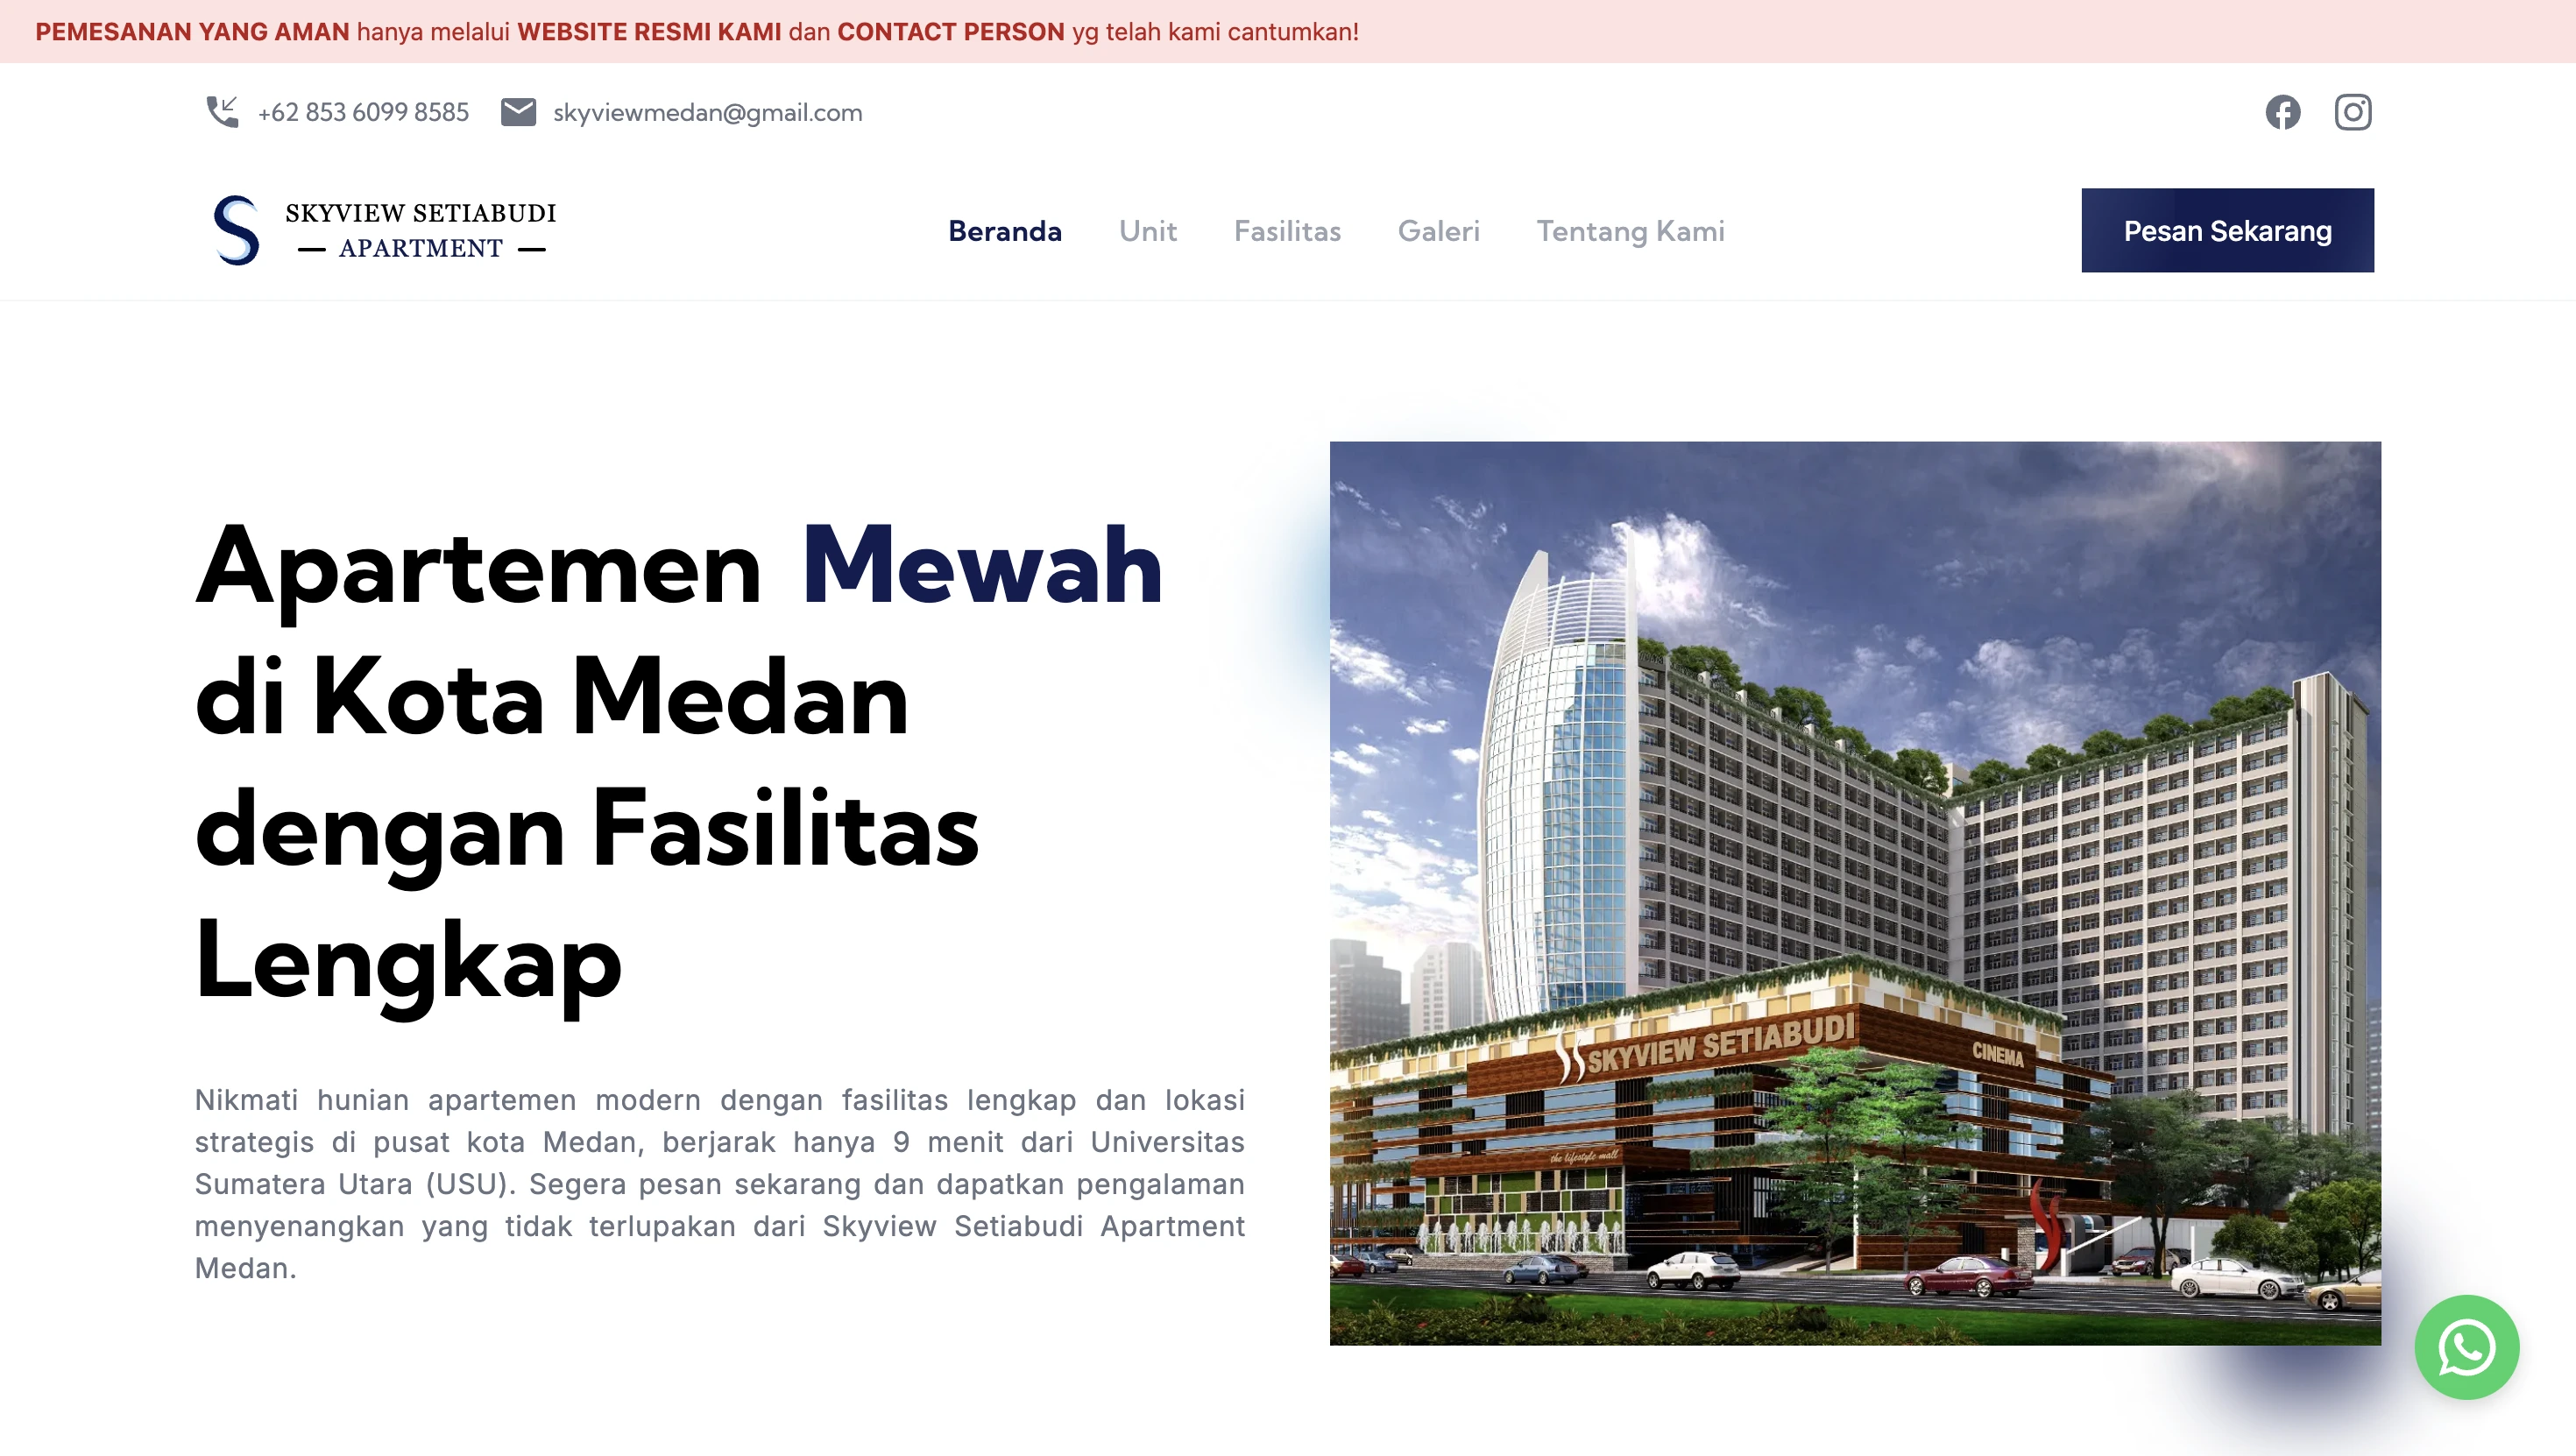 PEMESANAN YANG AMAN hanya melalui WEBSITE RESMI KAMI dan CONTACT PERSON yg telah kami cantumkan!
+62 853 6099 8585 skyviewmedan@gmail.com
SKYVIEW SETIABUDI
APARTMENT
Beranda Unit Fasilitas Galeri Tentang Kami
Pesan Sekarang
Apartemen Mewah
di Kota Medan
dengan Fasilitas
Lengkap
Nikmati hunian apartemen modern dengan fasilitas lengkap dan lokasi
strategis di pusat kota Medan, berjarak hanya 9 menit dari Universitas
Sumatera Utara (USU). Segera pesan sekarang dan dapatkan pengalaman
menyenangkan yang tidak terlupakan dari Skyview Setiabudi Apartment
Medan.
SKYVIEW SETIABUDI
CINEMA
the lifestyle mall